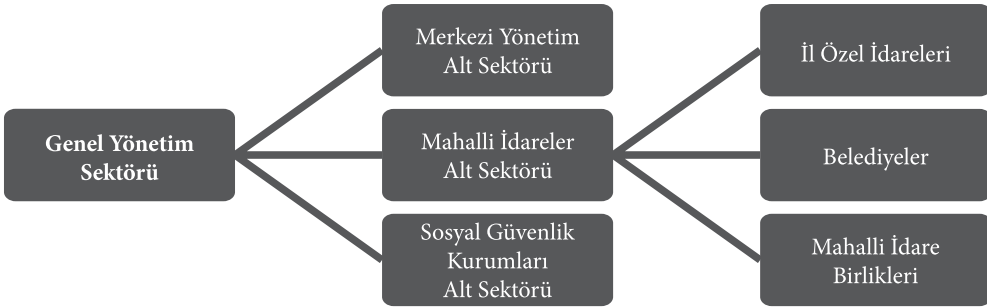 Genel Yönetim
Sektörü
Merkezi Yönetim
Alt Sektörü
Mahalli İdareler
Alt Sektörü
Sosyal Güvenlik
Kurumları
Alt Sektörü
İl Özel İdareleri
Belediyeler
Mahalli İdare
Birlikleri